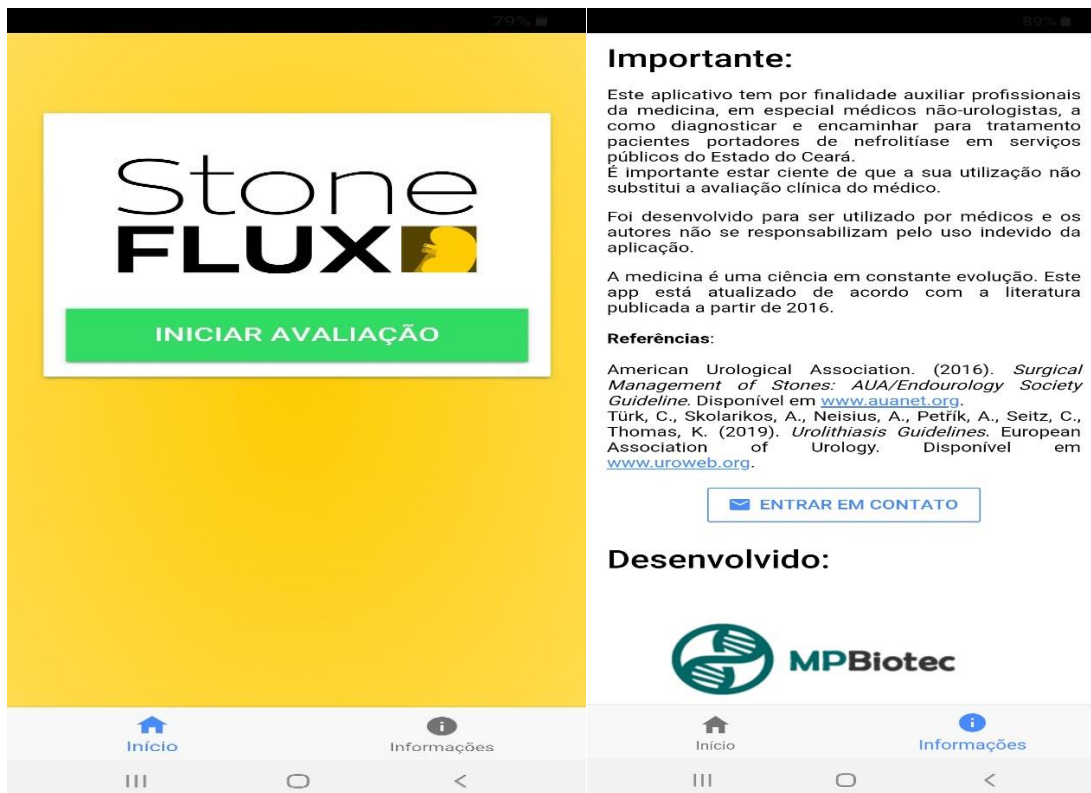 79%
Stone
FLUX
INICIAR AVALIAÇÃO
Início
Informações
89%
Importante:
Este aplicativo tem por finalidade auxiliar profissionais
da medicina, em especial médicos não-urologistas, a
como diagnosticar e encaminhar para tratamento
pacientes portadores de nefrolitíase em serviços
públicos do Estado do Ceará.
É importante estar ciente de que a sua utilização não
substitui a avaliação clínica do médico.
Foi desenvolvido para ser utilizado por médicos e os
autores não se responsabilizam pelo uso indevido da
aplicação.
A medicina é uma ciência em constante evolução. Este
app está atualizado de acordo com a literatura
publicada a partir de 2016.
Referências:
American Urological Association. (2016). Surgical
Management of Stones: AUA/Endourology Society
Guideline. Disponível em www.auanet.org.
Türk, C., Skolarikos, A., Neisius, A., Petřík, A., Seitz, C.,
Thomas, K. (2019). Urolithiasis Guidelines. European
Association of Urology. Disponível em
www.uroweb.org.
ENTRAR EM CONTATO
Desenvolvido:
MPBiotec
Início
Informações